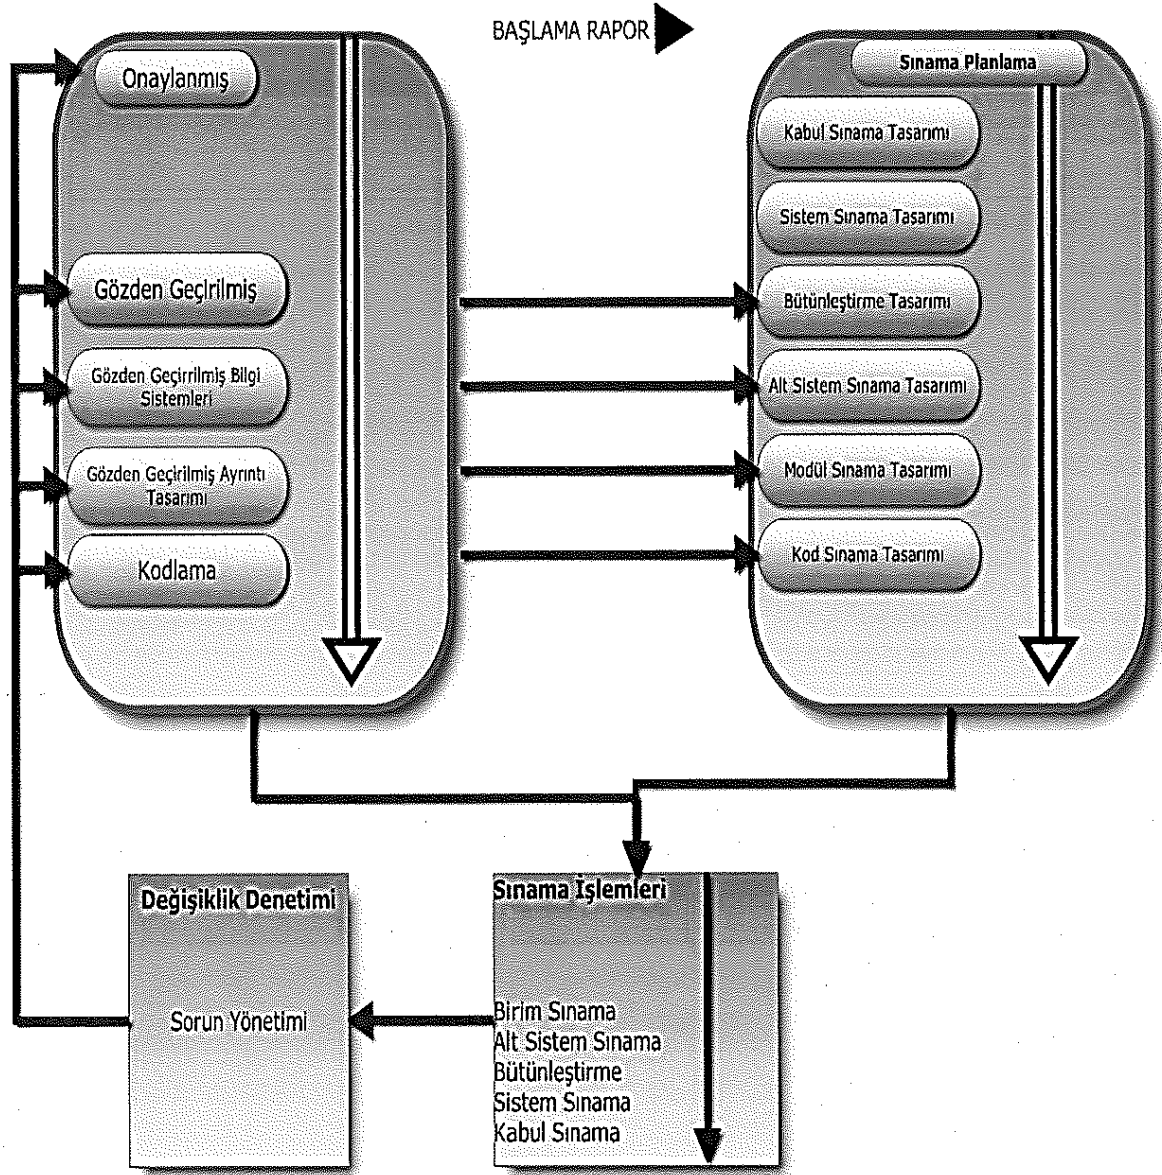 BAŞLAMA RAPOR
Onaylanmış
Gözden Geçirilmiş
Gözden Geçirrilmiş Bilgi
Sistemleri
Gözden Geçirilmiş Ayrıntı
Tasarımı
Kodlama
Sınama Planlama
Kabul Sınama Tasarımı
Sistem Sınama Tasarımı
Bütünleştirme Tasarımı
Alt Sistem Sınama Tasarımı
Modül Sınama Tasarımı
Kod Sınama Tasarımı
Değişiklik Denetimi
Sorun Yönetimi
Sınama İşlemleri
Birim Sınama
Alt Sistem Sınama
Bütünleştirme
Sistem Sınama
Kabul Sınama